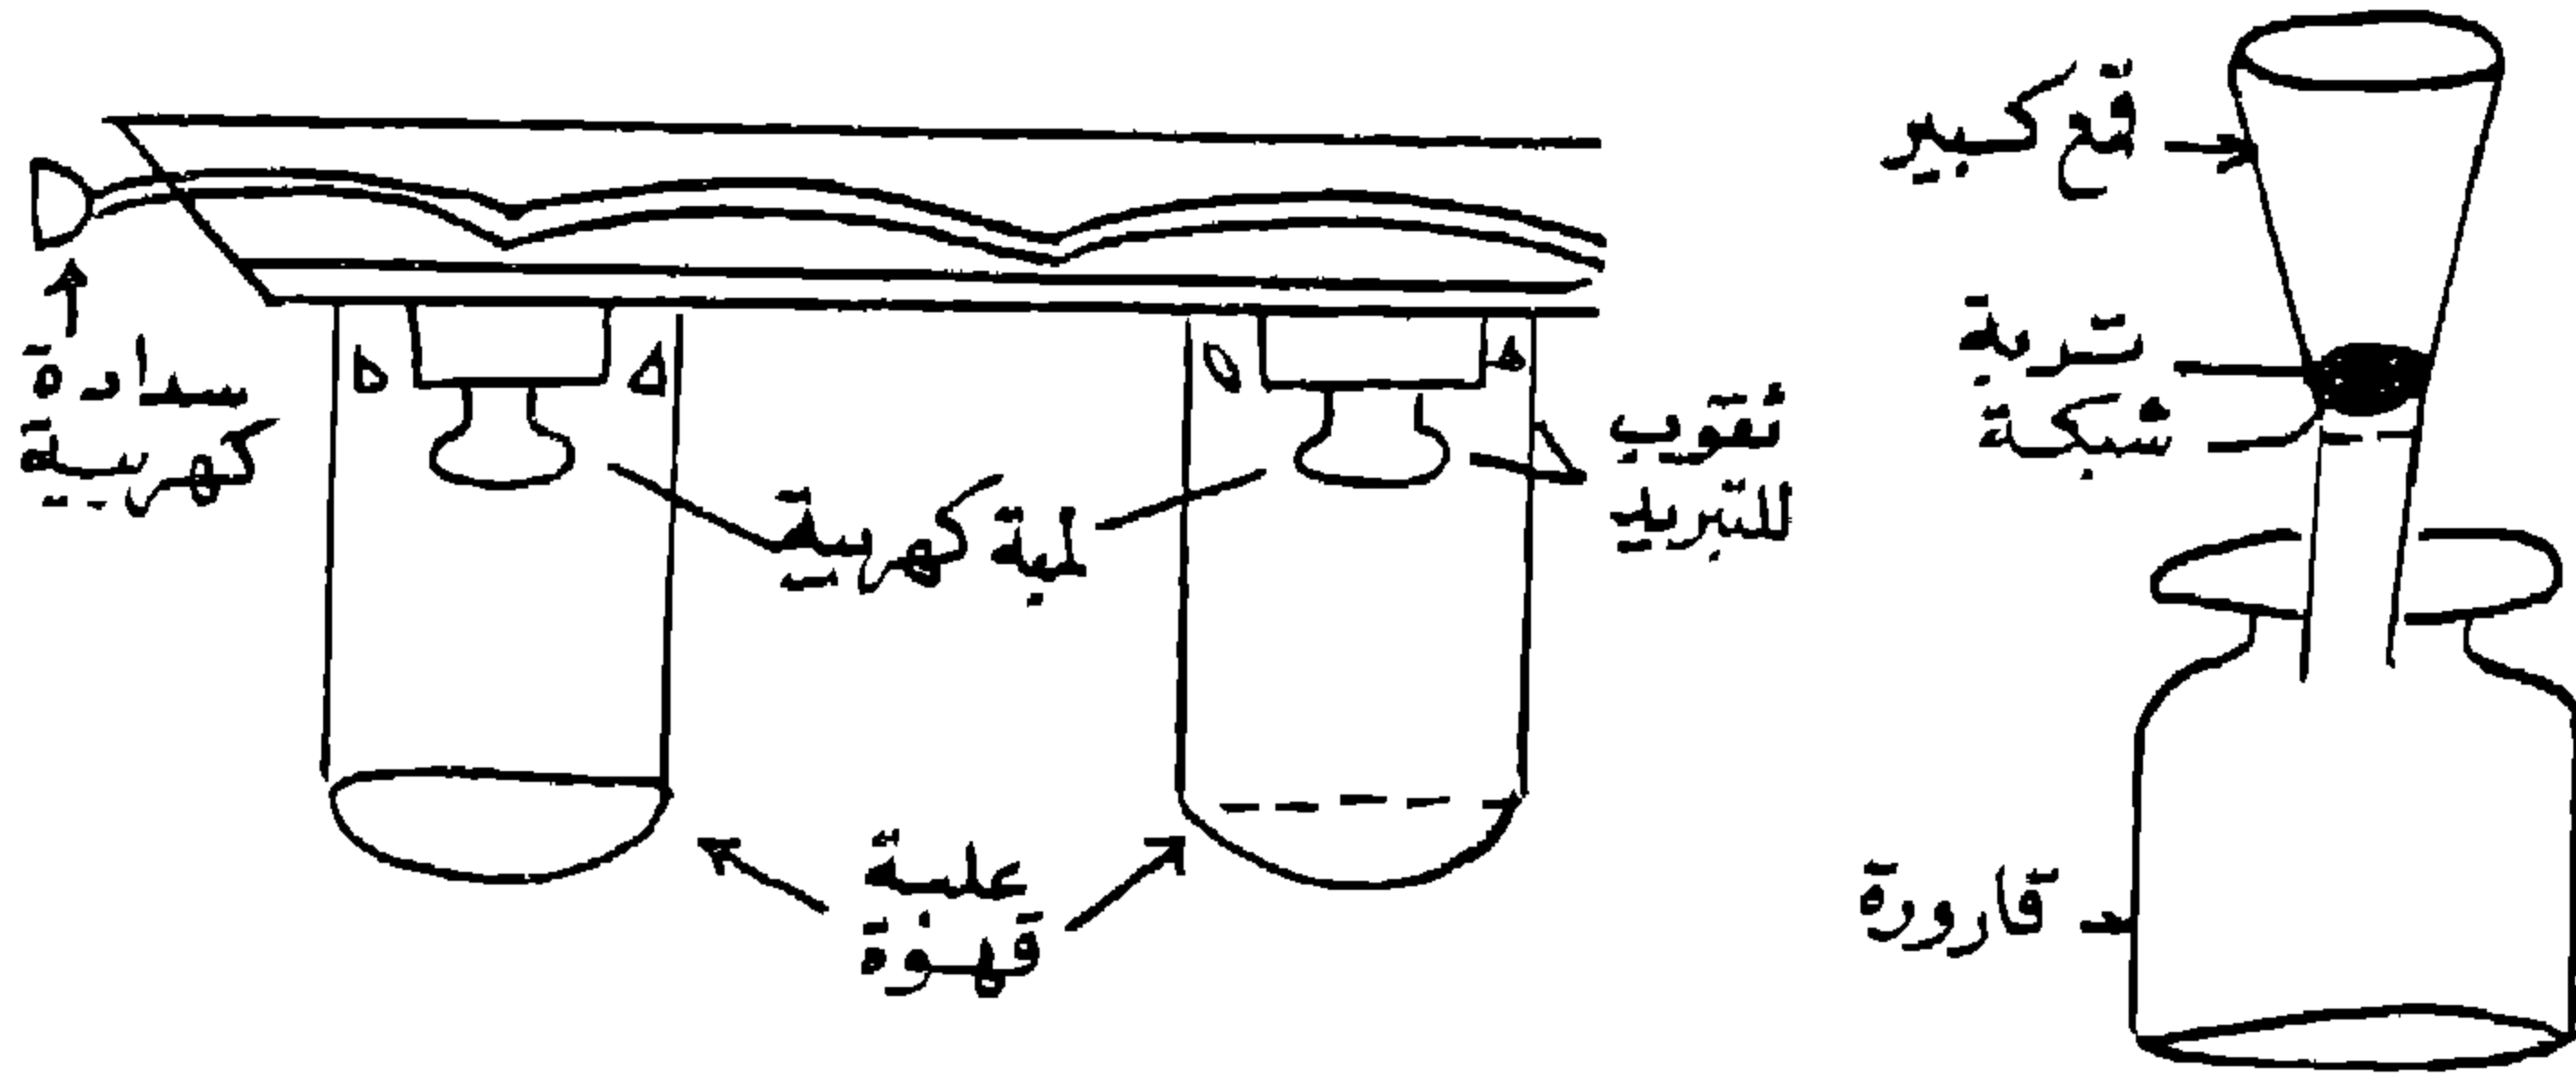 قمع كبير
تربة
شبكة
قارورة
ثقوب
للتبريد
لمبة كهربية
سدادة
كهربية
علبة
قهوة